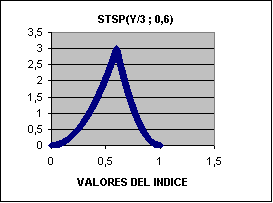 STSP(Y/3 ; 0,6)
3,5
3
2,5
2
1,5
1
0,5
0
0 0,5 1 1,5
VALORES DEL INDICE